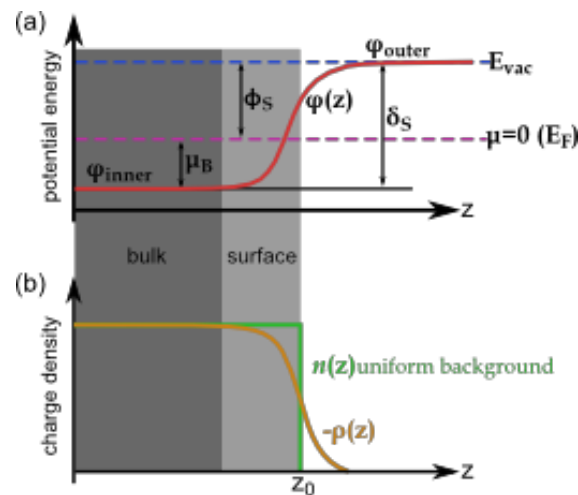 (a)
potential energy
φouter
Evac
ΦS
φ(z)
δS
μ=0 (EF)
μB
φinner
z
bulk
surface
(b)
charge density
n(z) uniform background
-ρ(z)
z0
z